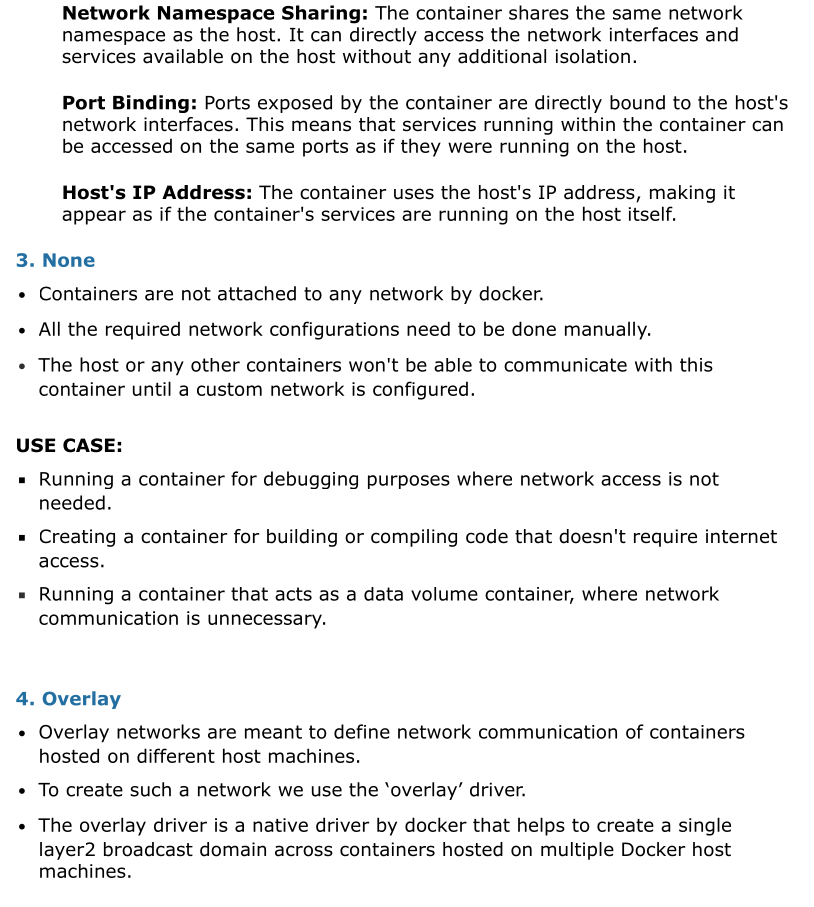 Network Namespace Sharing: The container shares the same network
namespace as the host. It can directly access the network interfaces and
services available on the host without any additional isolation.
Port Binding: Ports exposed by the container are directly bound to the host's
network interfaces. This means that services running within the container can
be accessed on the same ports as if they were running on the host.
Host's IP Address: The container uses the host's IP address, making it
appear as if the container's services are running on the host itself.
3. None
• Containers are not attached to any network by docker.
• All the required network configurations need to be done manually.
• The host or any other containers won't be able to communicate with this
container until a custom network is configured.
USE CASE:
▪ Running a container for debugging purposes where network access is not
needed.
▪ Creating a container for building or compiling code that doesn't require internet
access.
▪ Running a container that acts as a data volume container, where network
communication is unnecessary.
4. Overlay
• Overlay networks are meant to define network communication of containers
hosted on different host machines.
• To create such a network we use the ‘overlay’ driver.
• The overlay driver is a native driver by docker that helps to create a single
layer2 broadcast domain across containers hosted on multiple Docker host
machines.